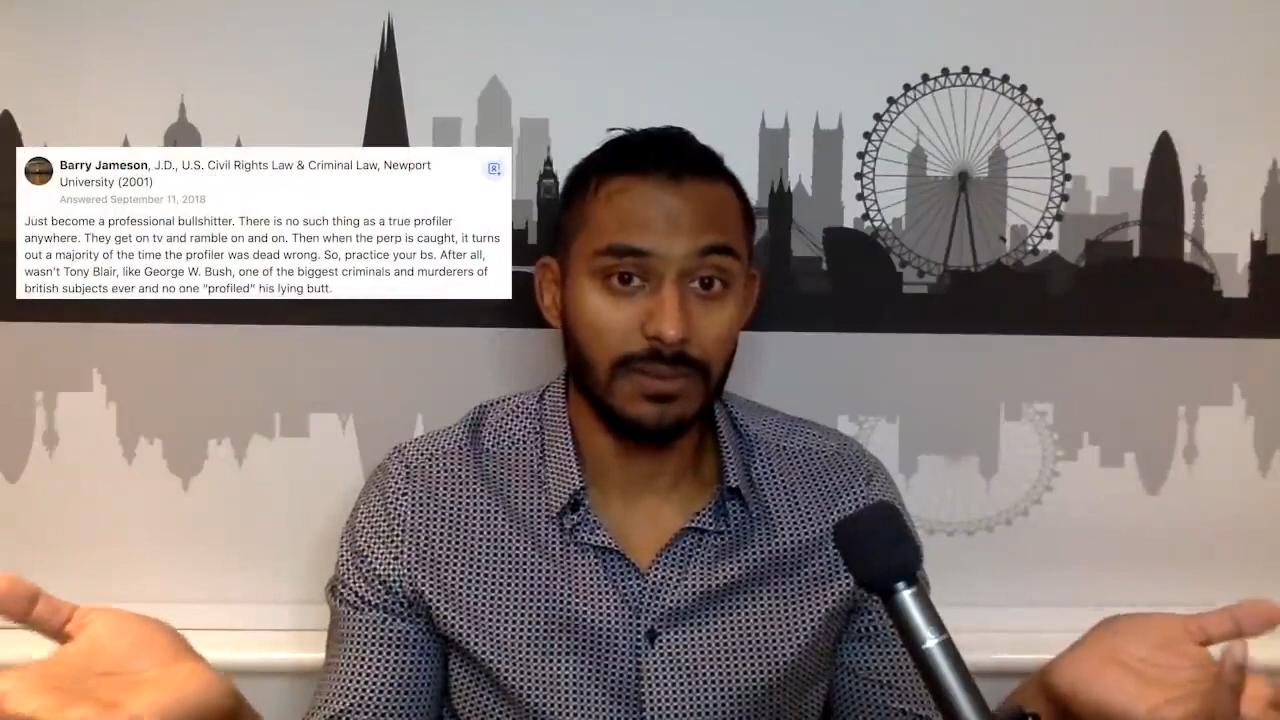 Barry Jameson, J.D., U.S. Civil Rights Law & Criminal Law, Newport
University (2001)
Answered September 11, 2018
Just become a professional bullshitter. There is no such thing as a true profiler
anywhere. They get on tv and ramble on and on. Then when the perp is caught, it turns
out a majority of the time the profiler was dead wrong. So, practice your bs. After all,
wasn't Tony Blair, like George W. Bush, one of the biggest criminals and murderers of
british subjects ever and no one "profiled" his lying butt.